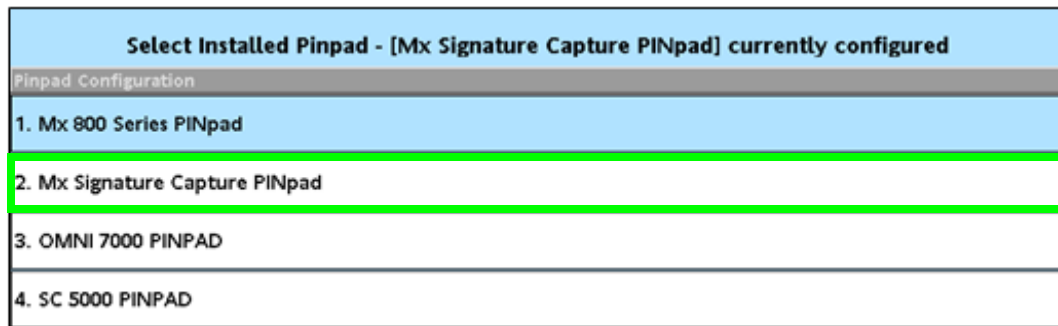 Select Installed Pinpad - [Mx Signature Capture PINpad] currently configured
Pinpad Configuration
1. Mx 800 Series PINpad
2. Mx Signature Capture PINpad
3. OMNI 7000 PINPAD
4. SC 5000 PINPAD